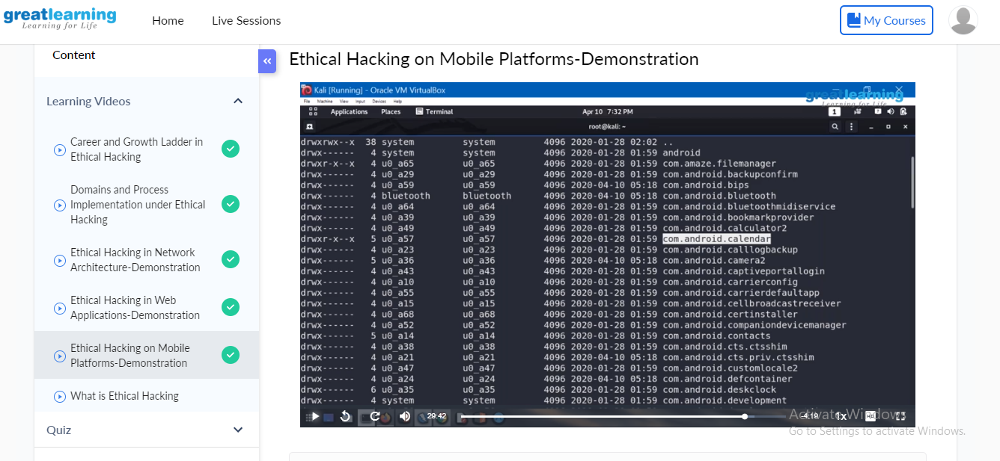 greatlearning
Learning for Life
Home
Live Sessions
My Courses
Content
Learning Videos
Career and Growth Ladder in
Ethical Hacking
Domains and Process
Implementation under Ethical
Hacking
Ethical Hacking in Network
Architecture-Demonstration
Ethical Hacking in Web
Applications-Demonstration
Ethical Hacking on Mobile
Platforms-Demonstration
What is Ethical Hacking
Quiz
«
Ethical Hacking on Mobile Platforms-Demonstration
Kali [Running] - Oracle VM VirtualBox
greatlearning
Learning for Life
File Machine View Input Devices Help
Applications Places Terminal Apr 10 7:32 PM 1
root@kali: ~
drwxrwx--x 38 system system 4096 2020-01-28 02:02 ..
drwx------ 4 system system 4096 2020-01-28 01:59 android
drwxr-x--x 4 u0_a65 u0_a65 4096 2020-01-28 01:59 com.amaze.filemanager
drwx------ 4 u0_a29 u0_a29 4096 2020-01-28 01:59 com.android.backupconfirm
drwx------ 4 u0_a59 u0_a59 4096 2020-04-10 05:18 com.android.bips
drwx------ 4 bluetooth bluetooth 4096 2020-04-10 05:18 com.android.bluetooth
drwx------ 4 u0_a64 u0_a64 4096 2020-01-28 01:59 com.android.bluetoothmidiservice
drwx------ 4 u0_a39 u0_a39 4096 2020-01-28 01:59 com.android.bookmarkprovider
drwx------ 4 u0_a49 u0_a49 4096 2020-01-28 01:59 com.android.calculator2
drwxr-x--x 5 u0_a57 u0_a57 4096 2020-01-28 01:59 com.android.calendar
drwx------ 4 u0_a23 u0_a23 4096 2020-01-28 01:59 com.android.calllogbackup
drwx------ 5 u0_a36 u0_a36 4096 2020-04-10 05:18 com.android.camera2
drwx------ 4 u0_a43 u0_a43 4096 2020-01-28 01:59 com.android.captiveportallogin
drwx------ 4 u0_a10 u0_a10 4096 2020-01-28 01:59 com.android.carrierconfig
drwx------ 4 u0_a55 u0_a55 4096 2020-01-28 01:59 com.android.carrierdefaultapp
drwx------ 4 u0_a15 u0_a15 4096 2020-01-28 01:59 com.android.cellbroadcastreceiver
drwx------ 4 u0_a68 u0_a68 4096 2020-01-28 01:59 com.android.certinstaller
drwx------ 4 u0_a52 u0_a52 4096 2020-01-28 01:59 com.android.companiondevicemanager
drwx------ 5 u0_a14 u0_a14 4096 2020-01-28 01:59 com.android.contacts
drwx------ 4 u0_a38 u0_a38 4096 2020-01-28 01:59 com.android.cts.ctsshim
drwx------ 4 u0_a21 u0_a21 4096 2020-01-28 01:59 com.android.cts.priv.ctsshim
drwx------ 4 u0_a47 u0_a47 4096 2020-01-28 01:59 com.android.customlocale2
drwx------ 4 u0_a24 u0_a24 4096 2020-01-28 01:59 com.android.defcontainer
drwx------ 6 u0_a35 u0_a35 4096 2020-01-28 01:59 com.android.deskclock
drwx------ 4 system system 4096 2020-01-28 01:59 com.android.development
29:42 -4:10 1x
Activate Windows
Go to Settings to activate Windows.